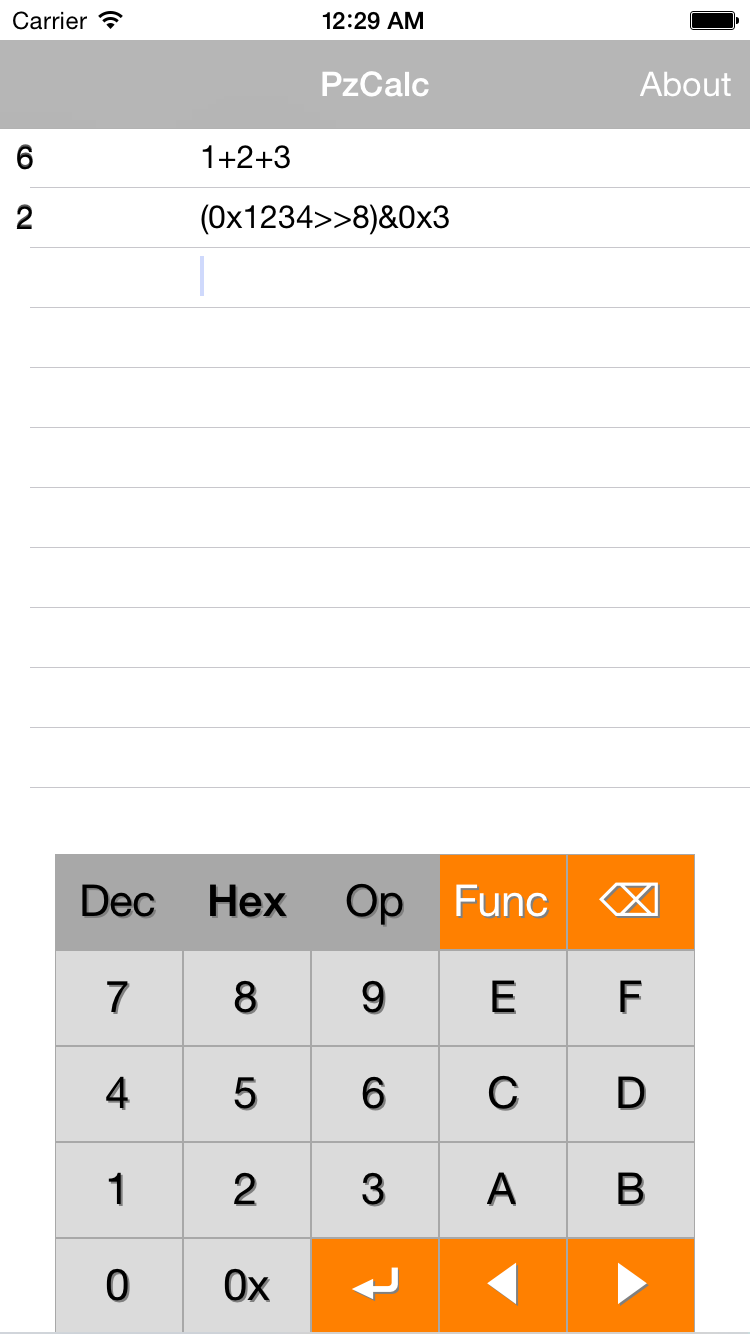 Carrier 12:29 AM
PzCalc About
6 1+2+3
2 (0x1234>>8)&0x3
Dec Hex Op Func
7 8 9 E F
4 5 6 C D
1 2 3 A B
0 0x